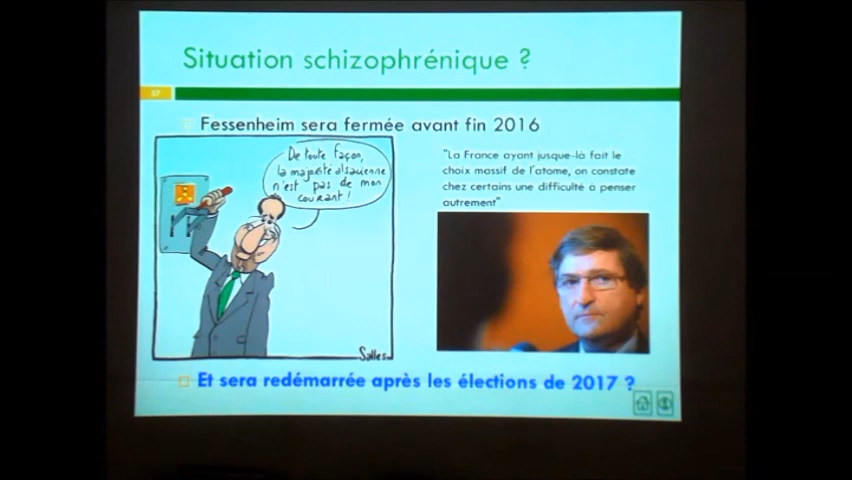 Situation schizophrénique ?
57
Fessenheim sera fermée avant fin 2016
De toute façon,
la majorité alsacienne
n'est pas de mon
courant !
"La France ayant jusque-là fait le
choix massif de l'atome, on constate
chez certains une difficulté à penser
autrement"
Salles
Et sera redémarrée après les élections de 2017 ?